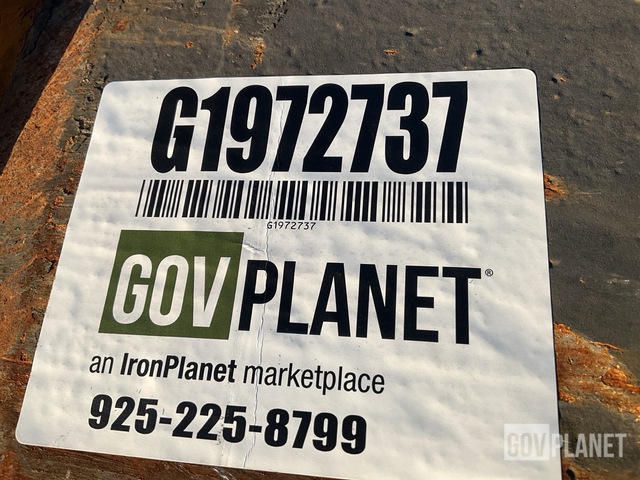 G1972737
G1972737
GOV PLANET®
an IronPlanet marketplace
925-225-8799
GOVPLANET